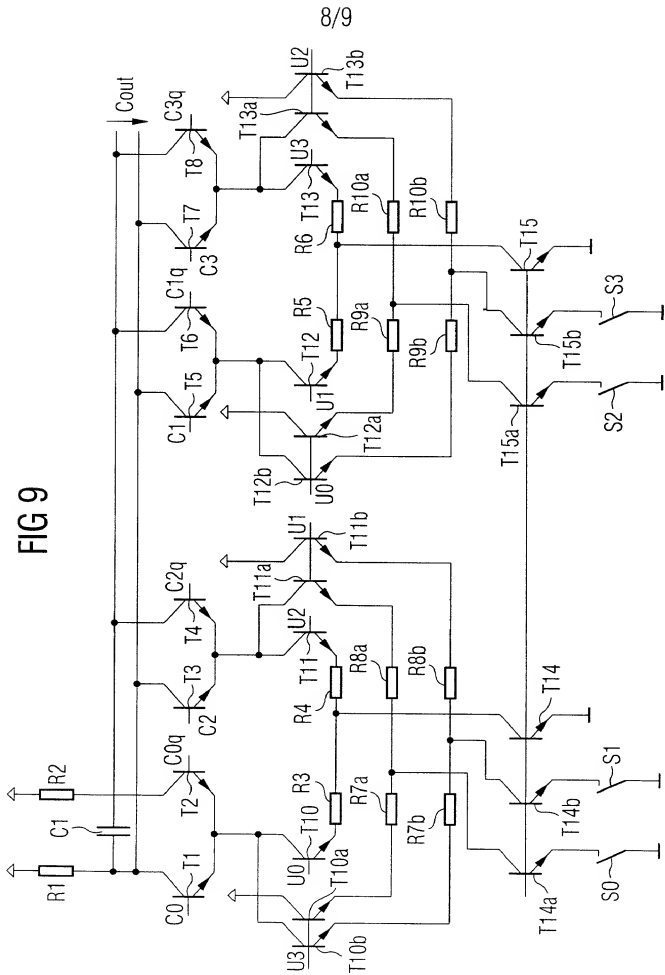 8/9
FIG 9
R1
C1
R2
Cout
C0
T1
T2
C0q
C2
T3
T4
C2q
C1
T5
T6
C1q
C3
T7
T8
C3q
U3
T10b
T10a
U0
T10
T11
U2
T11a
U1
T11b
T12b
U0
T12a
U1
T12
T13
U3
T13a
U2
T13b
R3
R4
R5
R6
R7a
R8a
R9a
R10a
R7b
R8b
R9b
R10b
T14a
T14b
T14
T15a
T15b
T15
S0
S1
S2
S3